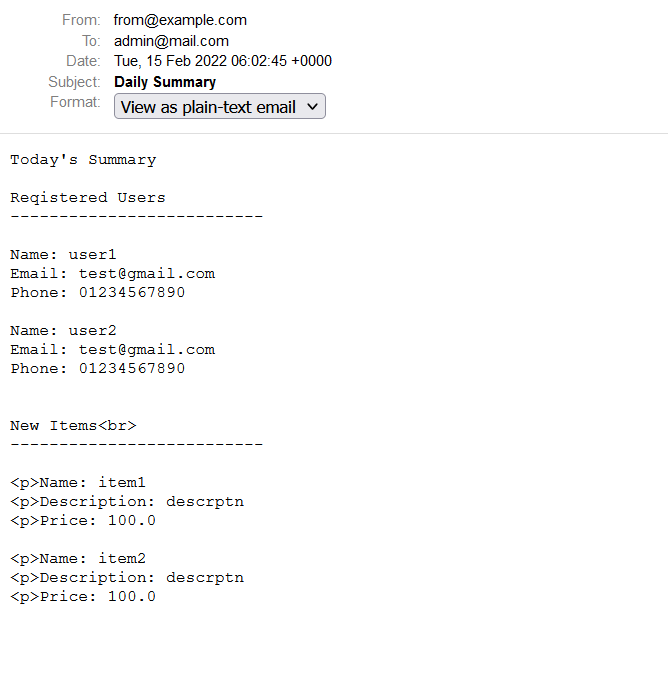 From: from@example.com
To: admin@mail.com
Date: Tue, 15 Feb 2022 06:02:45 +0000
Subject: Daily Summary
Format: View as plain-text email
Today's Summary
Reqistered Users
--------------------------
Name: user1
Email: test@gmail.com
Phone: 01234567890
Name: user2
Email: test@gmail.com
Phone: 01234567890
New Items<br>
--------------------------
<p>Name: item1
<p>Description: descrptn
<p>Price: 100.0
<p>Name: item2
<p>Description: descrptn
<p>Price: 100.0